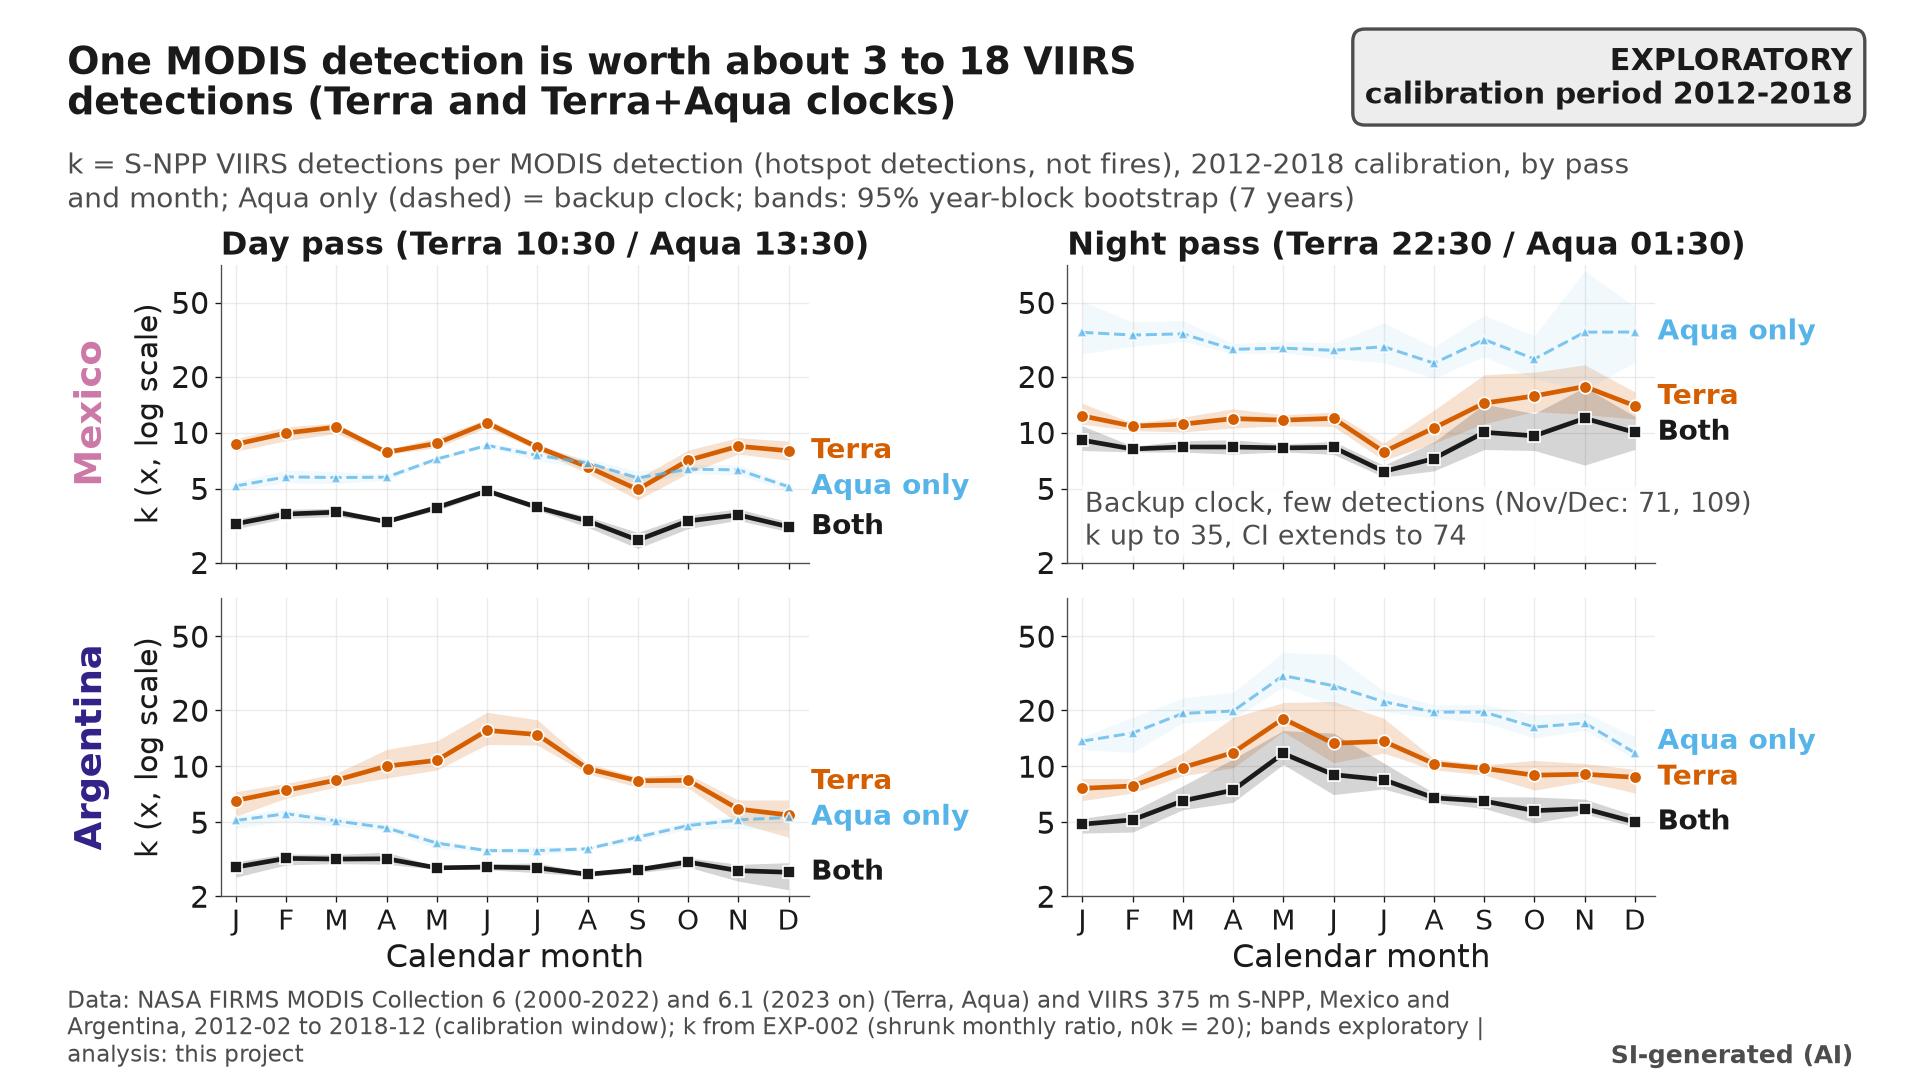 One MODIS detection is worth about 3 to 18 VIIRS
detections (Terra and Terra+Aqua clocks)
EXPLORATORY
calibration period 2012-2018
k = S-NPP VIIRS detections per MODIS detection (hotspot detections, not fires), 2012-2018 calibration, by pass
and month; Aqua only (dashed) = backup clock; bands: 95% year-block bootstrap (7 years)
Day pass (Terra 10:30 / Aqua 13:30)
Night pass (Terra 22:30 / Aqua 01:30)
Mexico
k (x, log scale)
50
20
10
5
2
Terra
Aqua only
Both
50
20
10
5
2
Aqua only
Terra
Both
Backup clock, few detections (Nov/Dec: 71, 109)
k up to 35, CI extends to 74
Argentina
k (x, log scale)
50
20
10
5
2
Terra
Aqua only
Both
J F M A M J J A S O N D
Calendar month
50
20
10
5
2
Aqua only
Terra
Both
J F M A M J J A S O N D
Calendar month
Data: NASA FIRMS MODIS Collection 6 (2000-2022) and 6.1 (2023 on) (Terra, Aqua) and VIIRS 375 m S-NPP, Mexico and
Argentina, 2012-02 to 2018-12 (calibration window); k from EXP-002 (shrunk monthly ratio, n0k = 20); bands exploratory |
analysis: this project
SI-generated (AI)